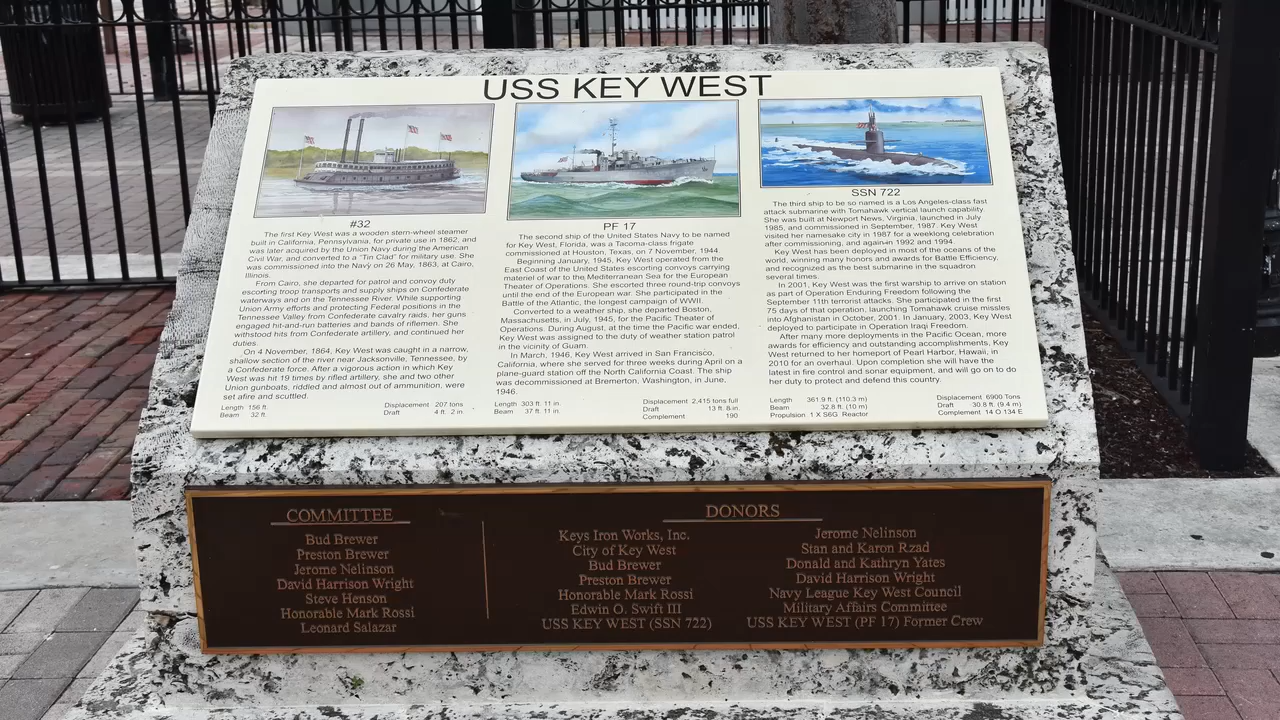 USS KEY WEST
#32
The first Key West was a wooden stern-wheel steamer
built in California, Pennsylvania, for private use in 1862, and
was later acquired by the Union Navy during the American
Civil War, and converted to a "Tin Clad" for military use. She
was commissioned into the Navy on 26 May, 1863, at Cairo,
Illinois.
From Cairo, she departed for patrol and convoy duty
escorting troop transports and supply ships on Confederate
waterways and on the Tennessee River. While supporting
Union Army efforts and protecting Federal positions in the
Tennessee Valley from Confederate cavalry raids, her guns
engaged hit-and-run batteries and bands of riflemen. She
withstood hits from Confederate artillery, and continued her
duties.
On 4 November, 1864, Key West was caught in a narrow,
shallow section of the river near Jacksonville, Tennessee, by
a Confederate force. After a vigorous action in which Key
West was hit 19 times by rifled artillery, she and two other
Union gunboats, riddled and almost out of ammunition, were
set afire and scuttled.
Length 156 ft. Displacement 207 tons
Beam 32 ft. Draft 4 ft. 2 in.
PF 17
The second ship of the United States Navy to be named
for Key West, Florida, was a Tacoma-class frigate
commissioned at Houston, Texas, on 7 November, 1944.
Beginning January, 1945, Key West operated from the
East Coast of the United States escorting convoys carrying
materiel of war to the Mediterranean Sea for the European
Theater of Operations. She escorted three round-trip convoys
until the end of the European war. She participated in the
Battle of the Atlantic, the longest campaign of WWII.
Converted to a weather ship, she departed Boston,
Massachusetts, in July, 1945, for the Pacific Theater of
Operations. During August, at the time the Pacific war ended,
Key West was assigned to the duty of weather station patrol
in the vicinity of Guam.
In March, 1946, Key West arrived in San Francisco,
California, where she served for three weeks during April on a
plane-guard station off the North California Coast. The ship
was decommissioned at Bremerton, Washington, in June,
1946.
Length 303 ft. 11 in. Displacement 2,415 tons full
Beam 37 ft. 11 in. Draft 13 ft. 8 in.
Complement 190
SSN 722
The third ship to be so named is a Los Angeles-class fast
attack submarine with Tomahawk vertical launch capability.
She was built at Newport News, Virginia, launched in July
1985, and commissioned in September, 1987. Key West
visited her namesake city in 1987 for a weeklong celebration
after commissioning, and again in 1992 and 1994.
Key West has been deployed in most of the oceans of the
world, winning many honors and awards for Battle Efficiency,
and recognized as the best submarine in the squadron
several times.
In 2001, Key West was the first warship to arrive on station
as part of Operation Enduring Freedom following the
September 11th terrorist attacks. She participated in the first
75 days of that operation, launching Tomahawk cruise missles
into Afghanistan in October, 2001. In January, 2003, Key West
deployed to participate in Operation Iraqi Freedom.
After many more deployments in the Pacific Ocean, more
awards for efficiency and outstanding accomplishments, Key
West returned to her homeport of Pearl Harbor, Hawaii, in
2010 for an overhaul. Upon completion she will have the
latest in fire control and sonar equipment, and will go on to do
her duty to protect and defend this country.
Length 361.9 ft. (110.3 m) Displacement 6900 Tons
Beam 32.8 ft. (10 m) Draft 30.8 ft. (9.4 m)
Propulsion 1 X S6G Reactor Complement 14 O 134 E
COMMITTEE
Bud Brewer
Preston Brewer
Jerome Nelinson
David Harrison Wright
Steve Henson
Honorable Mark Rossi
Leonard Salazar
DONORS
Keys Iron Works, Inc.
City of Key West
Bud Brewer
Preston Brewer
Honorable Mark Rossi
Edwin O. Swift III
USS KEY WEST (SSN 722)
Jerome Nelinson
Stan and Karon Rzad
Donald and Kathryn Yates
David Harrison Wright
Navy League Key West Council
Military Affairs Committee
USS KEY WEST (PF 17) Former Crew